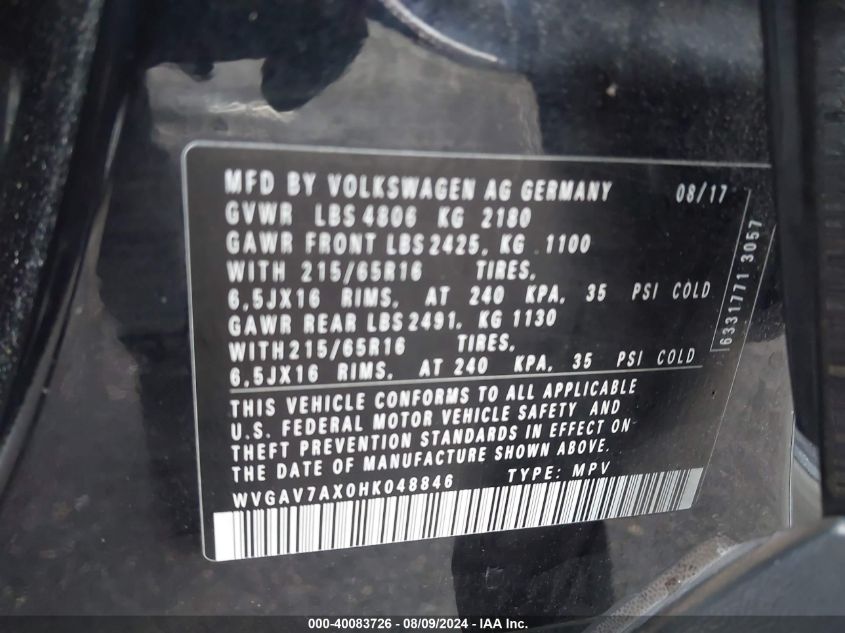 MFD BY VOLKSWAGEN AG GERMANY 08/17
GVWR LBS 4806 KG 2180
GAWR FRONT LBS 2425, KG 1100
WITH 215/65R16 TIRES,
6,5JX16 RIMS, AT 240 KPA, 35 PSI COLD
GAWR REAR LBS 2491, KG 1130
WITH 215/65R16 TIRES,
6,5JX16 RIMS, AT 240 KPA, 35 PSI COLD
THIS VEHICLE CONFORMS TO ALL APPLICABLE
U.S. FEDERAL MOTOR VEHICLE SAFETY AND
THEFT PREVENTION STANDARDS IN EFFECT ON
THE DATE OF MANUFACTURE SHOWN ABOVE.
WVGAV7AX0HK048846 TYPE: MPV
63317771 3057
000-40083726 - 08/09/2024 - IAA Inc.